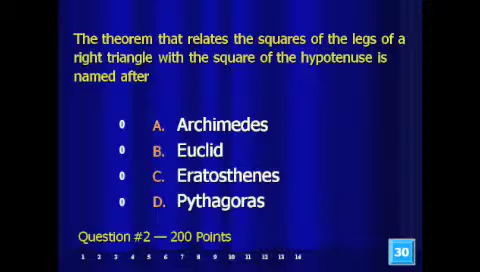 The theorem that relates the squares of the legs of a
right triangle with the square of the hypotenuse is
named after
0 A. Archimedes
0 B. Euclid
0 C. Eratosthenes
0 D. Pythagoras
Question #2 — 200 Points
1 2 3 4 5 6 7 8 9 10 11 12 13 14
30